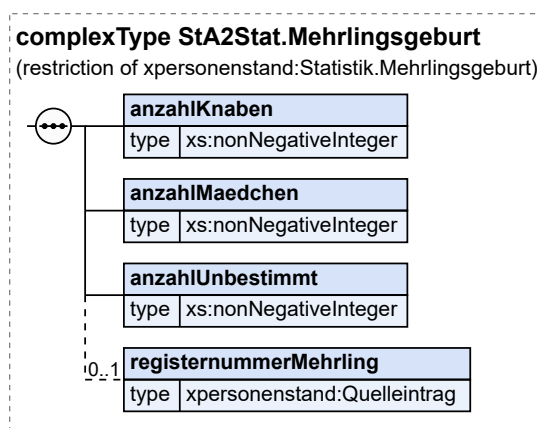 complexType StA2Stat.Mehrlingsgeburt
(restriction of xpersonenstand:Statistik.Mehrlingsgeburt)
anzahlKnaben
type xs:nonNegativeInteger
anzahlMaedchen
type xs:nonNegativeInteger
anzahlUnbestimmt
type xs:nonNegativeInteger
0..1 registernummerMehrling
type xpersonenstand:Quelleintrag